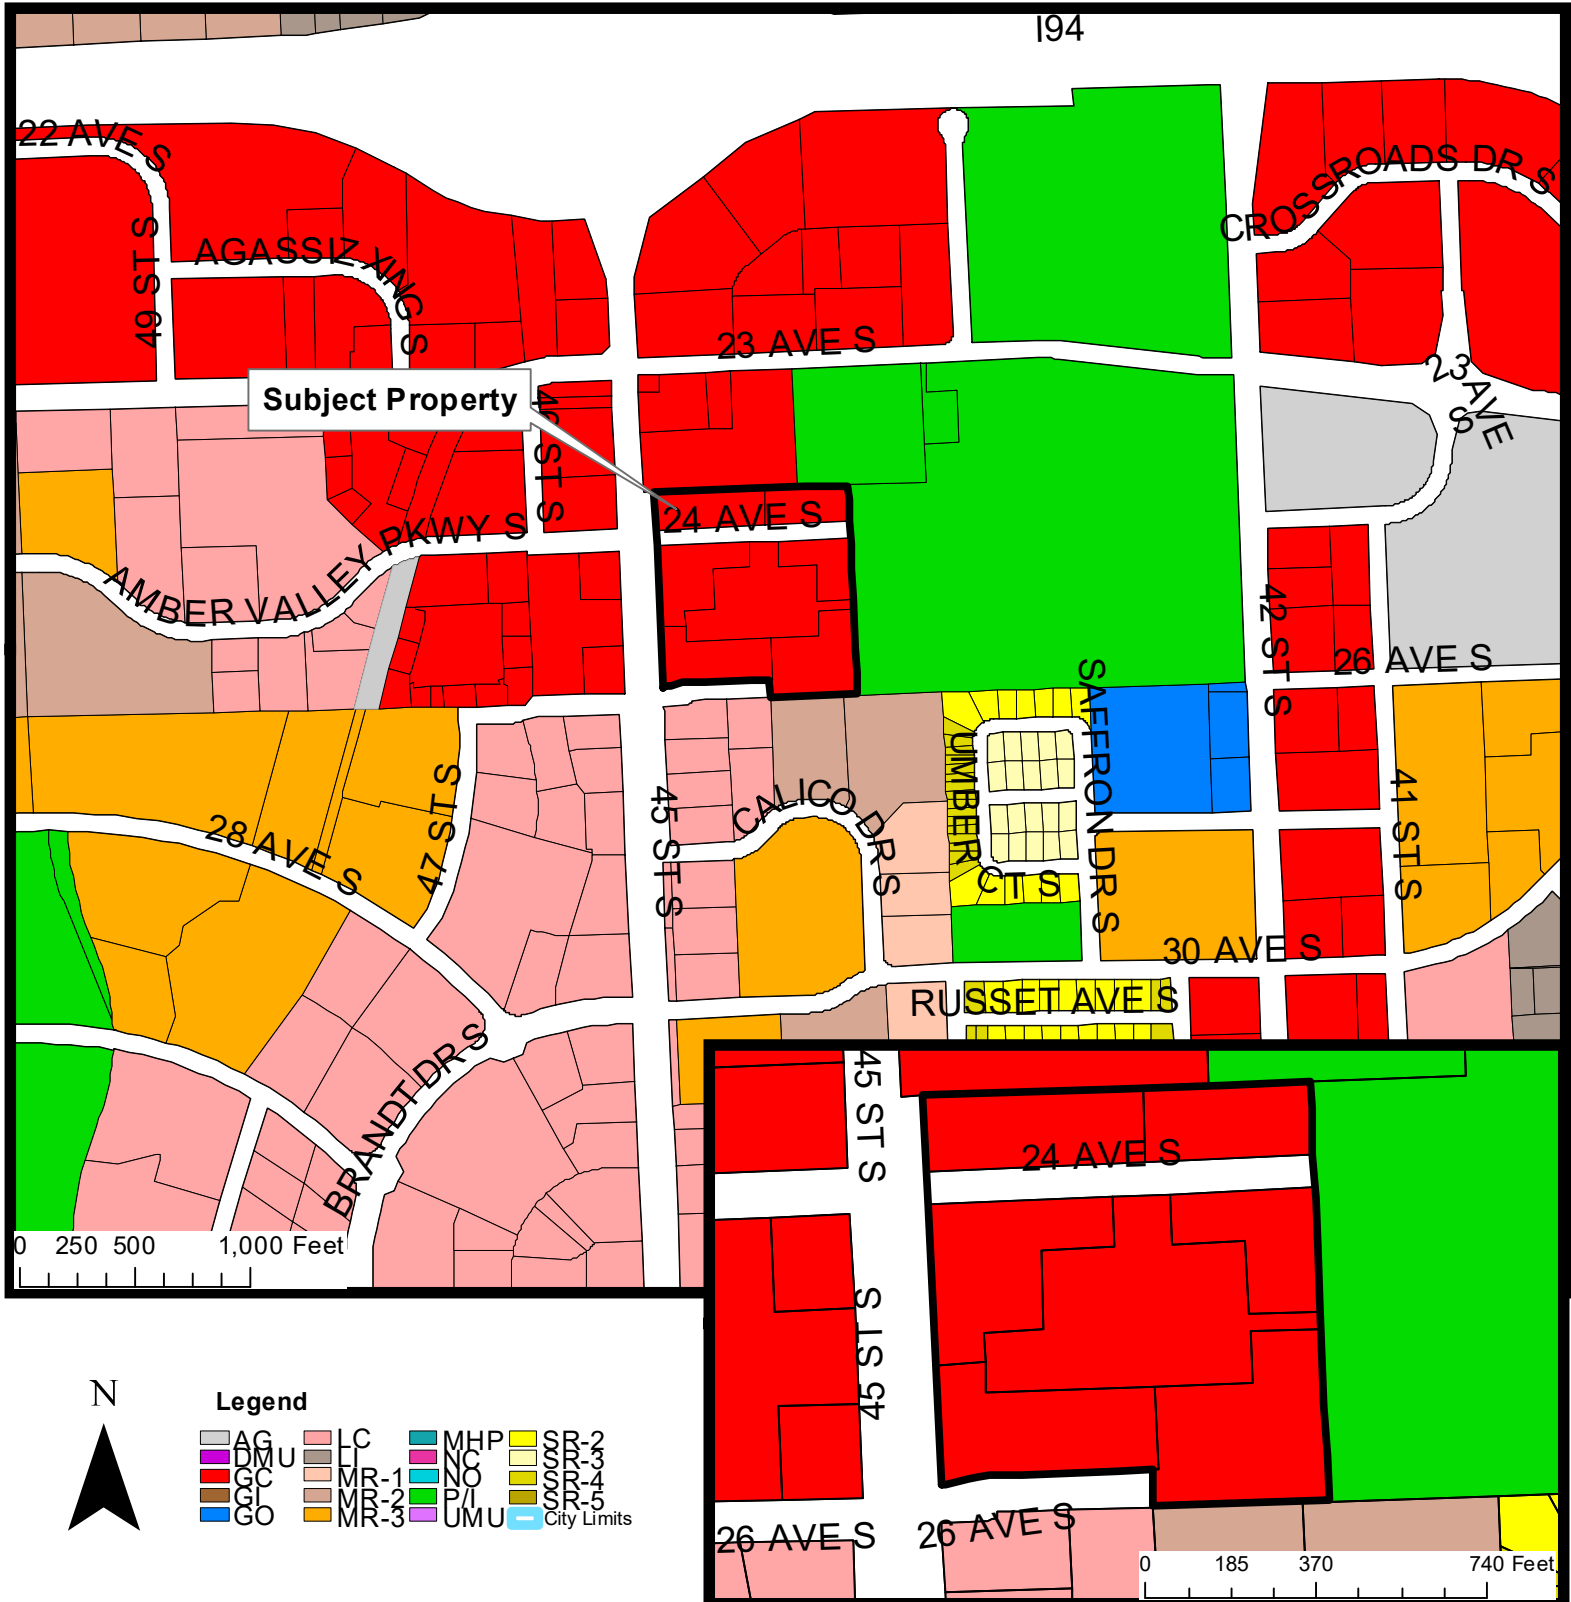 I94
22 AVE S
CROSSROADS DR S
49 ST S
AGASSIZ XING S
23 AVE S
23 AVE S
Subject Property
46 ST S
24 AVE S
AMBER VALLEY PKWY S
42 ST S
26 AVE S
SAFFRON DR S
UMBER CT S
47 ST S
45 ST S
CALICO DR S
41 ST S
28 AVE S
30 AVE S
RUSSET AVE S
BRANDT DR S
0 250 500 1,000 Feet
45 ST S
24 AVE S
45 ST S
26 AVE S
26 AVE S
0 185 370 740 Feet
N
Legend
AG
DMU
GC
GI
GO
LC
LI
MR-1
MR-2
MR-3
MHP
NC
NO
P/I
UMU
SR-2
SR-3
SR-4
SR-5
City Limits